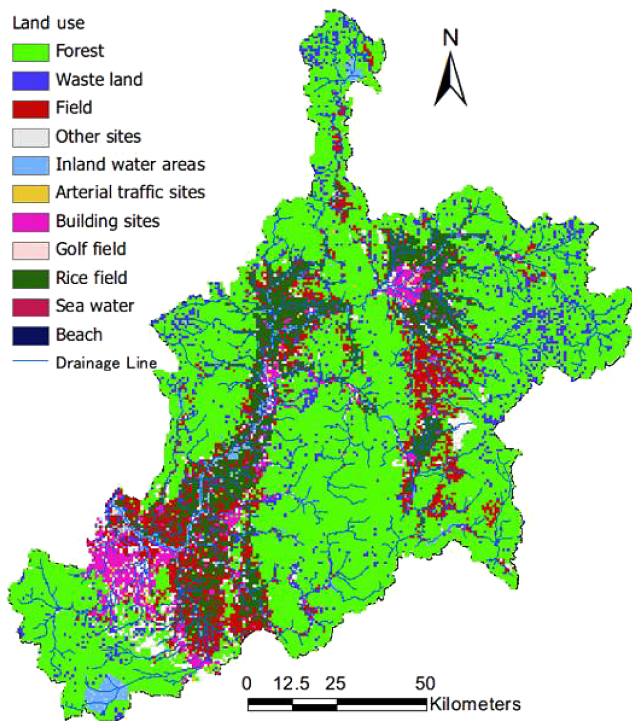 Land use
Forest
Waste land
Field
Other sites
Inland water areas
Arterial traffic sites
Building sites
Golf field
Rice field
Sea water
Beach
Drainage Line
N
0 12.5 25 50
Kilometers